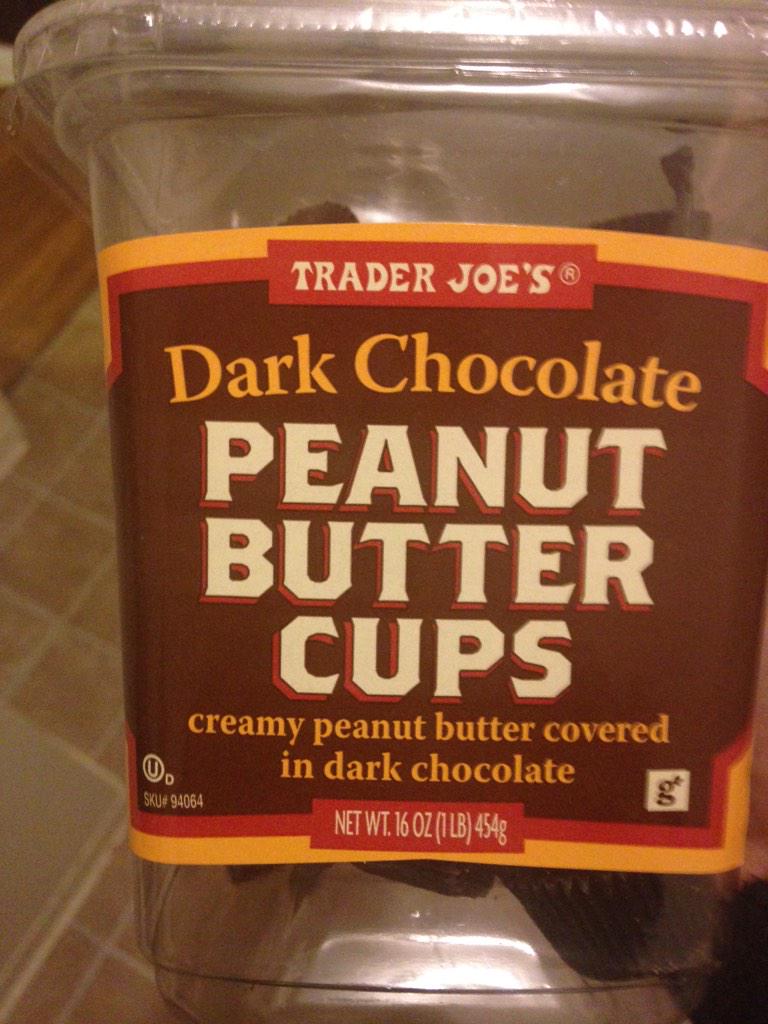 TRADER JOE'S®
Dark Chocolate
PEANUT
BUTTER
CUPS
creamy peanut butter covered
in dark chocolate
U D
SKU# 94064
g*
NET WT. 16 OZ (1 LB) 454g